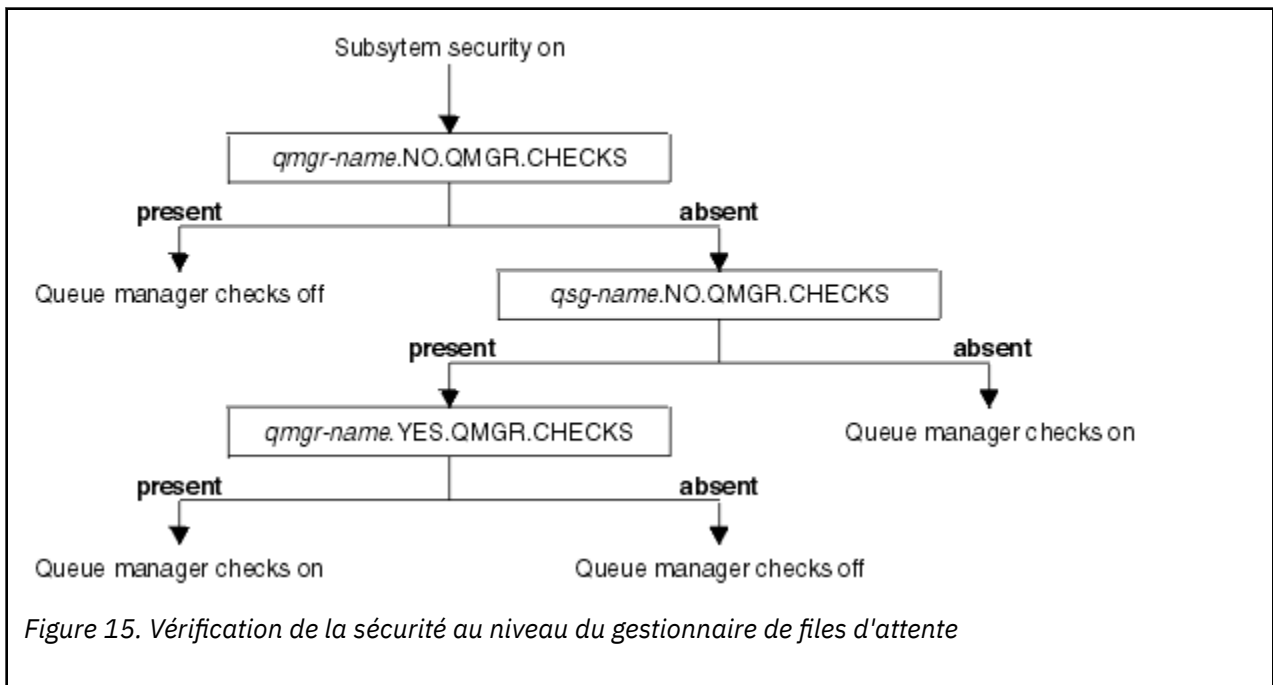 Subsytem security on
qmgr-name.NO.QMGR.CHECKS
present
absent
Queue manager checks off
qsg-name.NO.QMGR.CHECKS
present
absent
qmgr-name.YES.QMGR.CHECKS
Queue manager checks on
present
absent
Queue manager checks on
Queue manager checks off
Figure 15. Vérification de la sécurité au niveau du gestionnaire de files d'attente